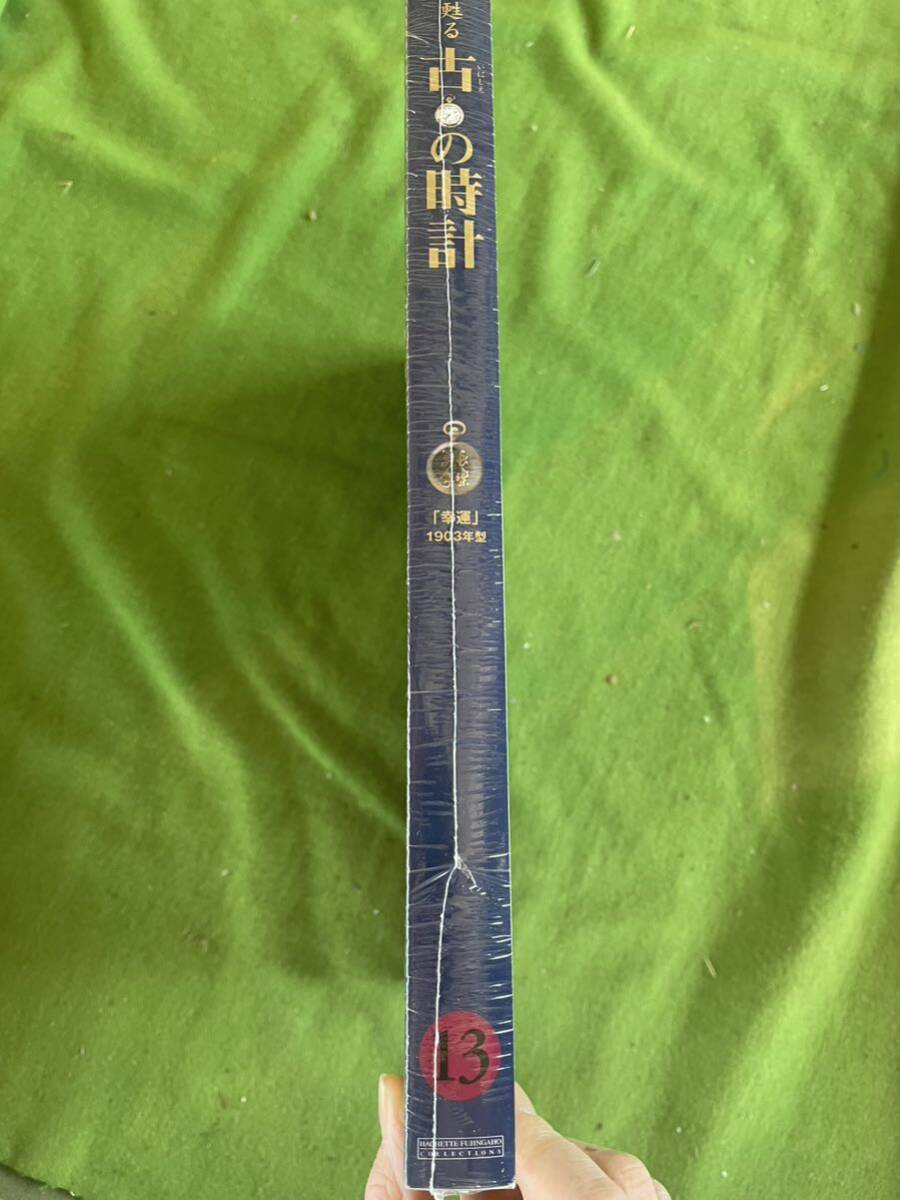 甦る
古の時計
いにしえ
「幸運」
1903年型
13
HACHETTE FUJINGAHO
COLLECTIONS